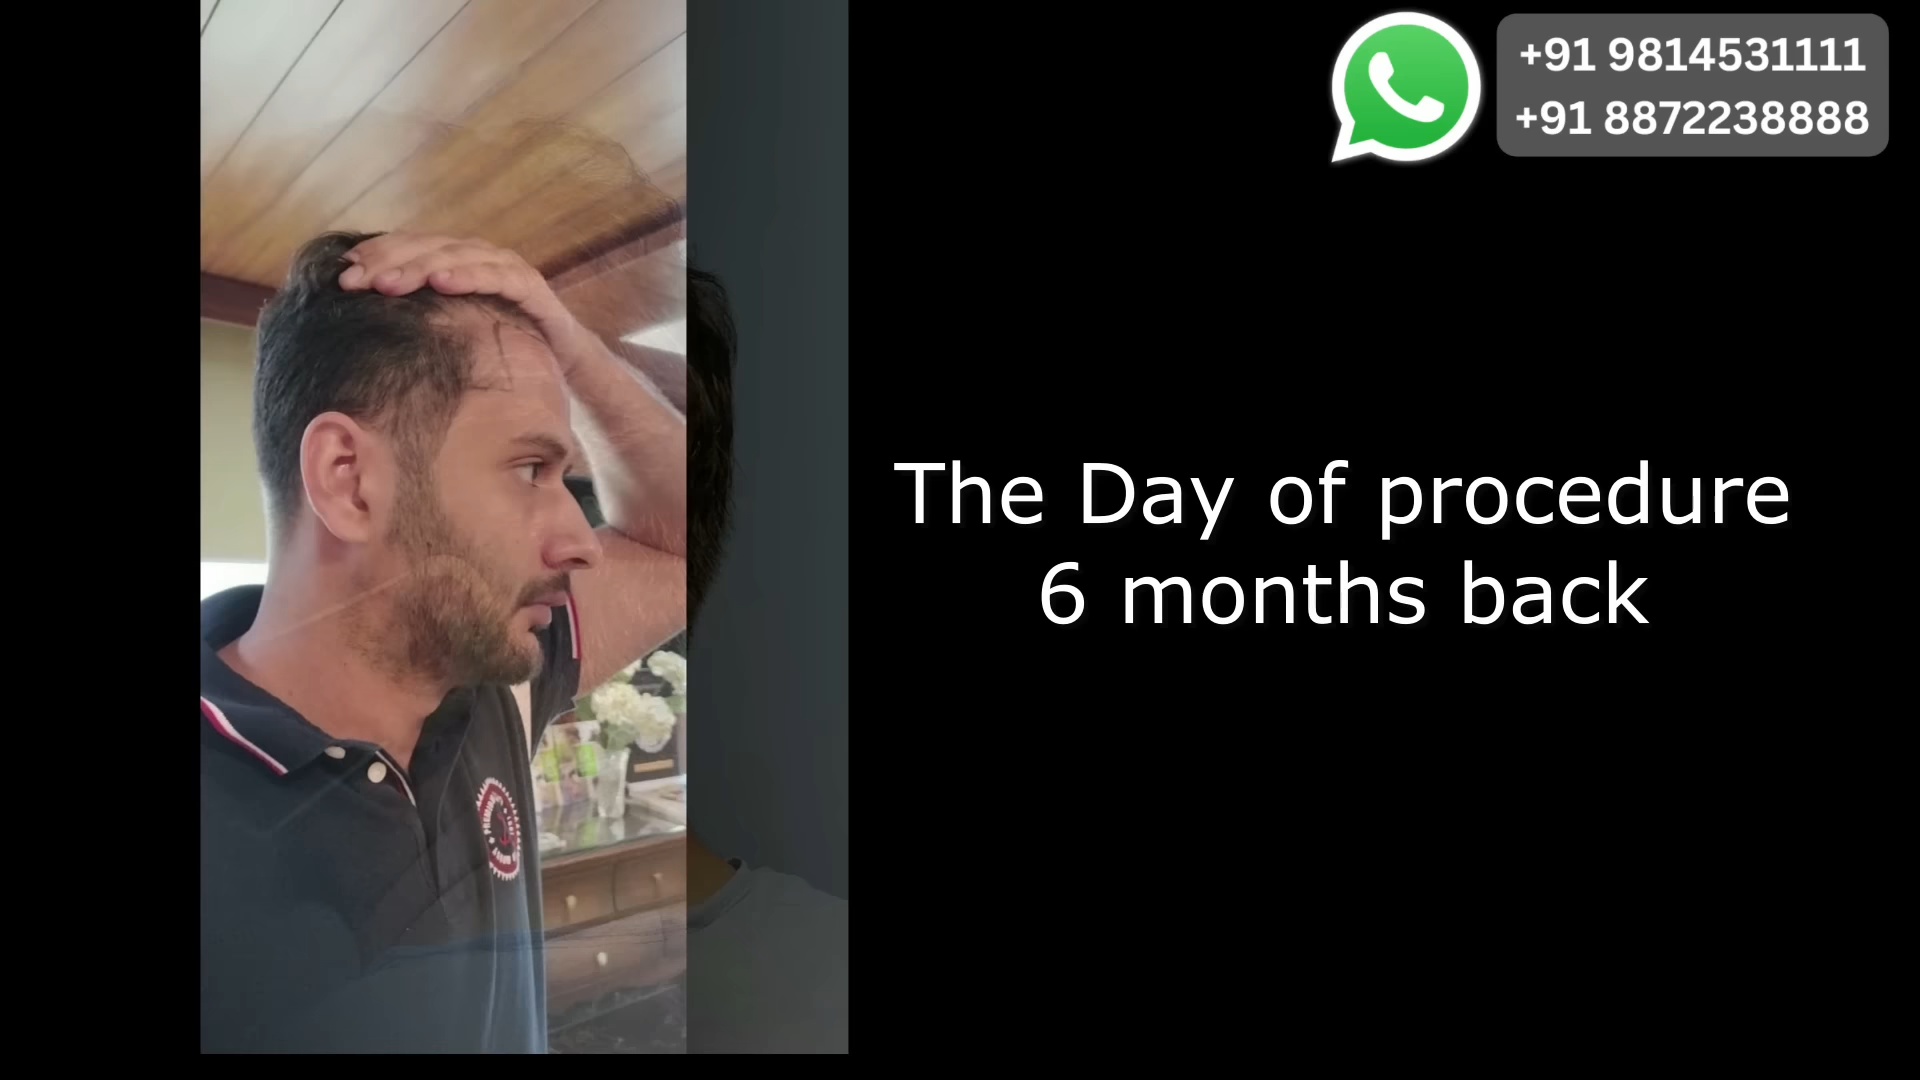 +91 9814531111
+91 8872238888
The Day of procedure
6 months back